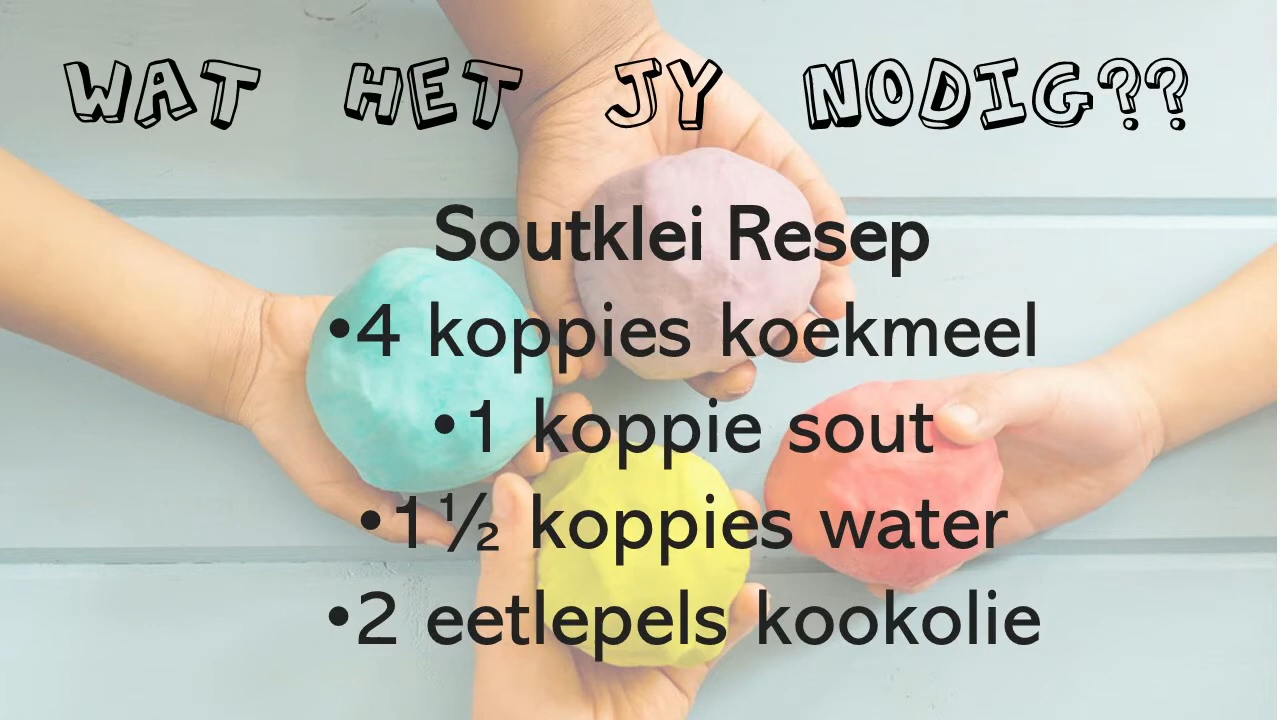 WAT HET JY NODIG??
Soutklei Resep
•4 koppies koekmeel
•1 koppie sout
•1½ koppies water
•2 eetlepels kookolie